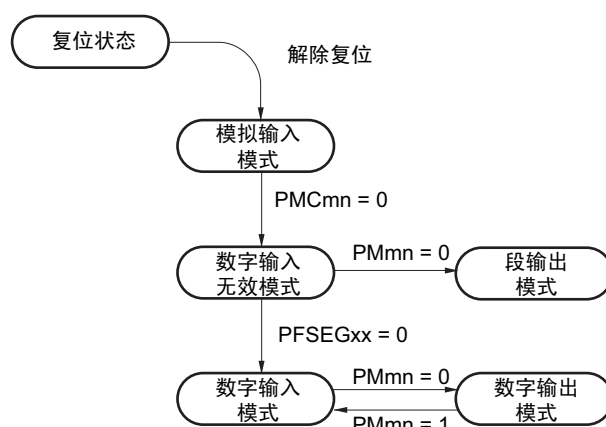 复位状态
解除复位
模拟输入
模式
PMCmn = 0
数字输入
无效模式
PMmn = 0
段输出
模式
PFSEGxx = 0
数字输入
模式
PMmn = 0
PMmn = 1
数字输出
模式